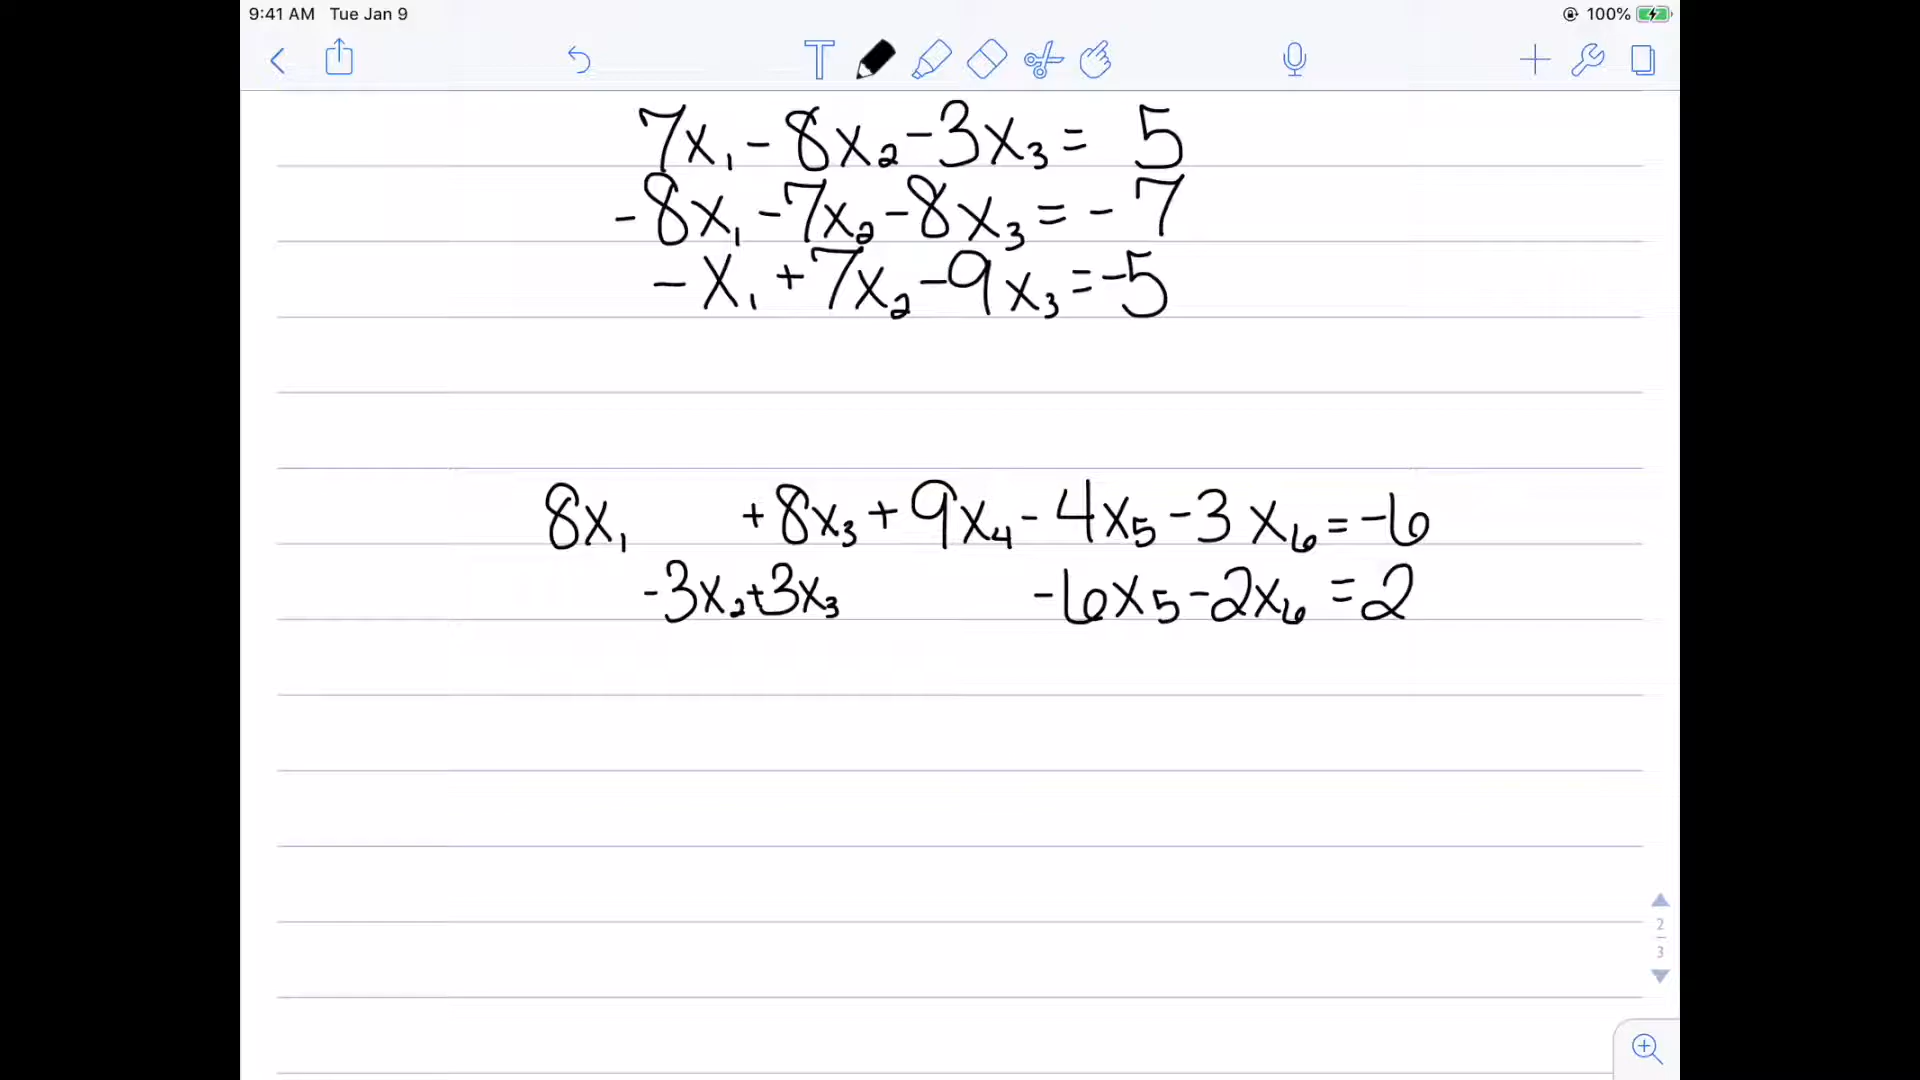 9:41 AM Tue Jan 9 100%
T
7x₁ - 8x₂ - 3x₃ = 5
-8x₁ - 7x₂ - 8x₃ = -7
-x₁ + 7x₂ - 9x₃ = -5
8x₁ + 8x₃ + 9x₄ - 4x₅ - 3x₆ = -6
-3x₂ + 3x₃ - 6x₅ - 2x₆ = 2
2
3